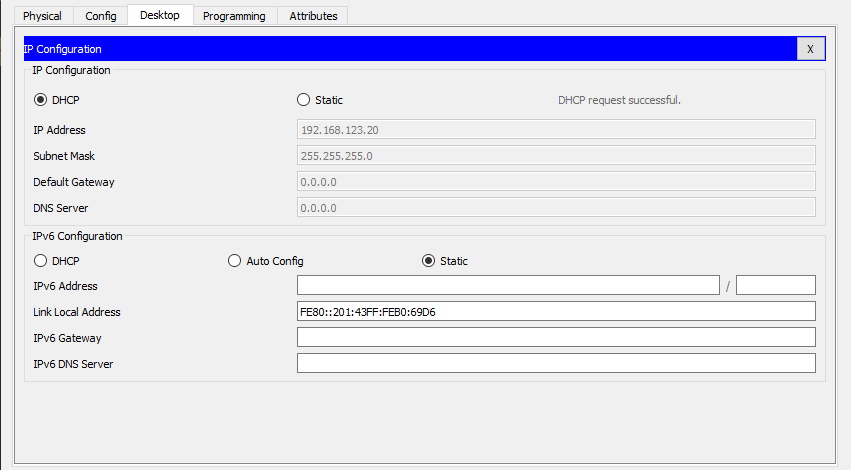 Physical Config Desktop Programming Attributes
IP Configuration X
IP Configuration
DHCP Static DHCP request successful.
IP Address 192.168.123.20
Subnet Mask 255.255.255.0
Default Gateway 0.0.0.0
DNS Server 0.0.0.0
IPv6 Configuration
DHCP Auto Config Static
IPv6 Address /
Link Local Address FE80::201:43FF:FEB0:69D6
IPv6 Gateway
IPv6 DNS Server